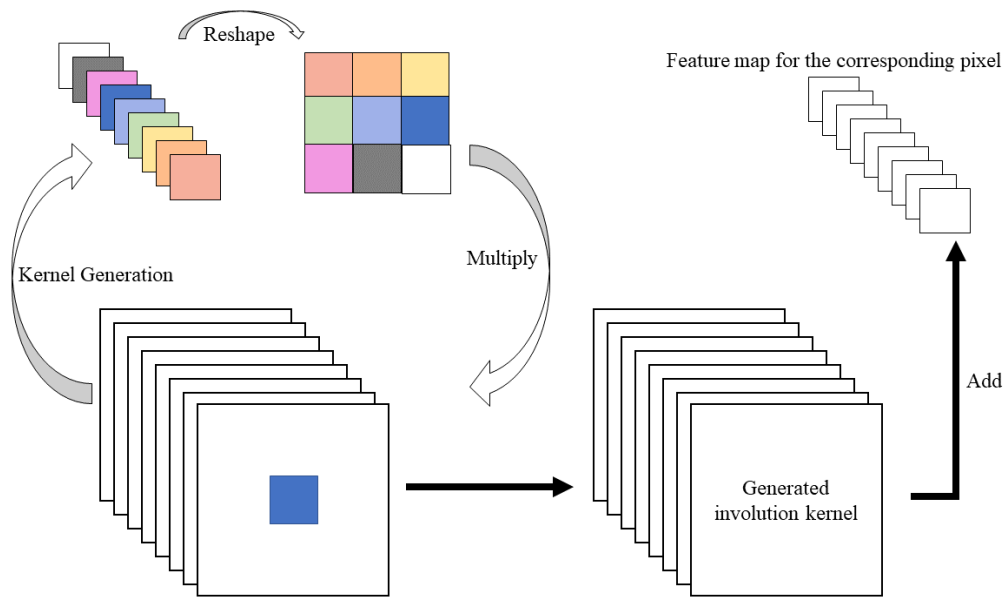 Reshape
Feature map for the corresponding pixel
Multiply
Kernel Generation
Add
Generated
involution kernel